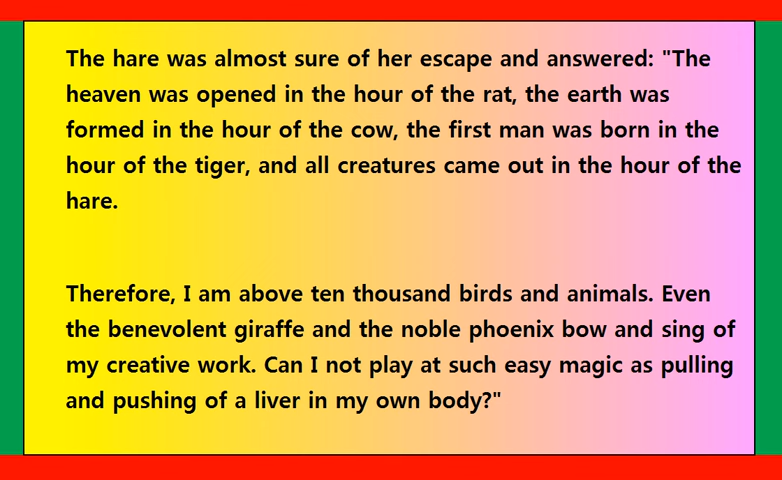 The hare was almost sure of her escape and answered: "The
heaven was opened in the hour of the rat, the earth was
formed in the hour of the cow, the first man was born in the
hour of the tiger, and all creatures came out in the hour of the
hare.
Therefore, I am above ten thousand birds and animals. Even
the benevolent giraffe and the noble phoenix bow and sing of
my creative work. Can I not play at such easy magic as pulling
and pushing of a liver in my own body?"